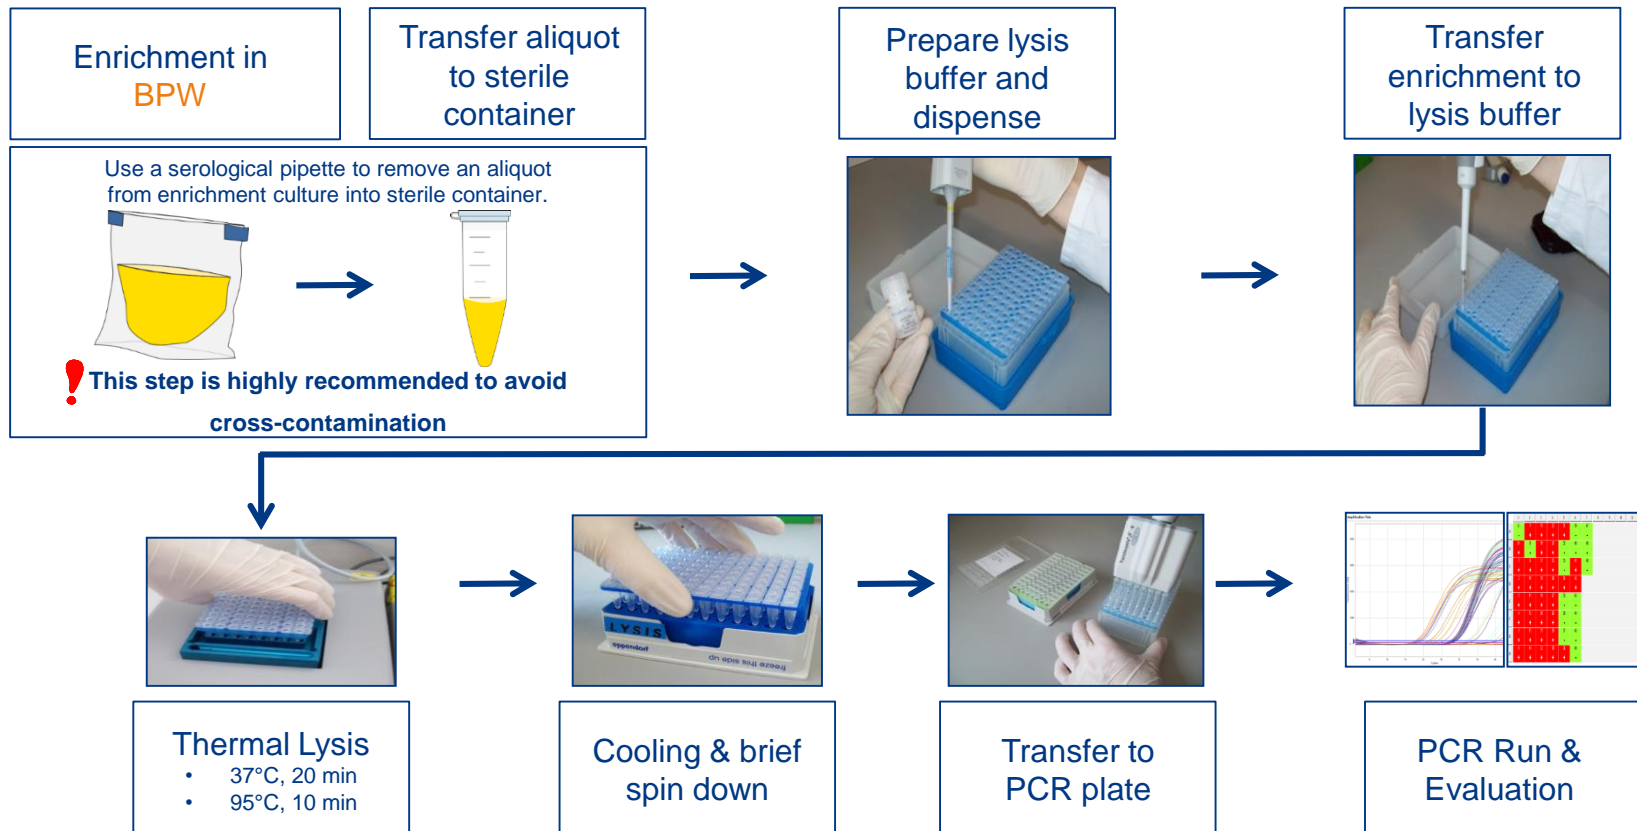 Enrichment in
BPW
Transfer aliquot
to sterile
container
Prepare lysis
buffer and
dispense
Transfer
enrichment to
lysis buffer
Use a serological pipette to remove an aliquot
from enrichment culture into sterile container.
This step is highly recommended to avoid
cross-contamination
LYSIS
eppendorf
freeze this side up
Thermal Lysis
• 37°C, 20 min
• 95°C, 10 min
Cooling & brief
spin down
Transfer to
PCR plate
PCR Run &
Evaluation